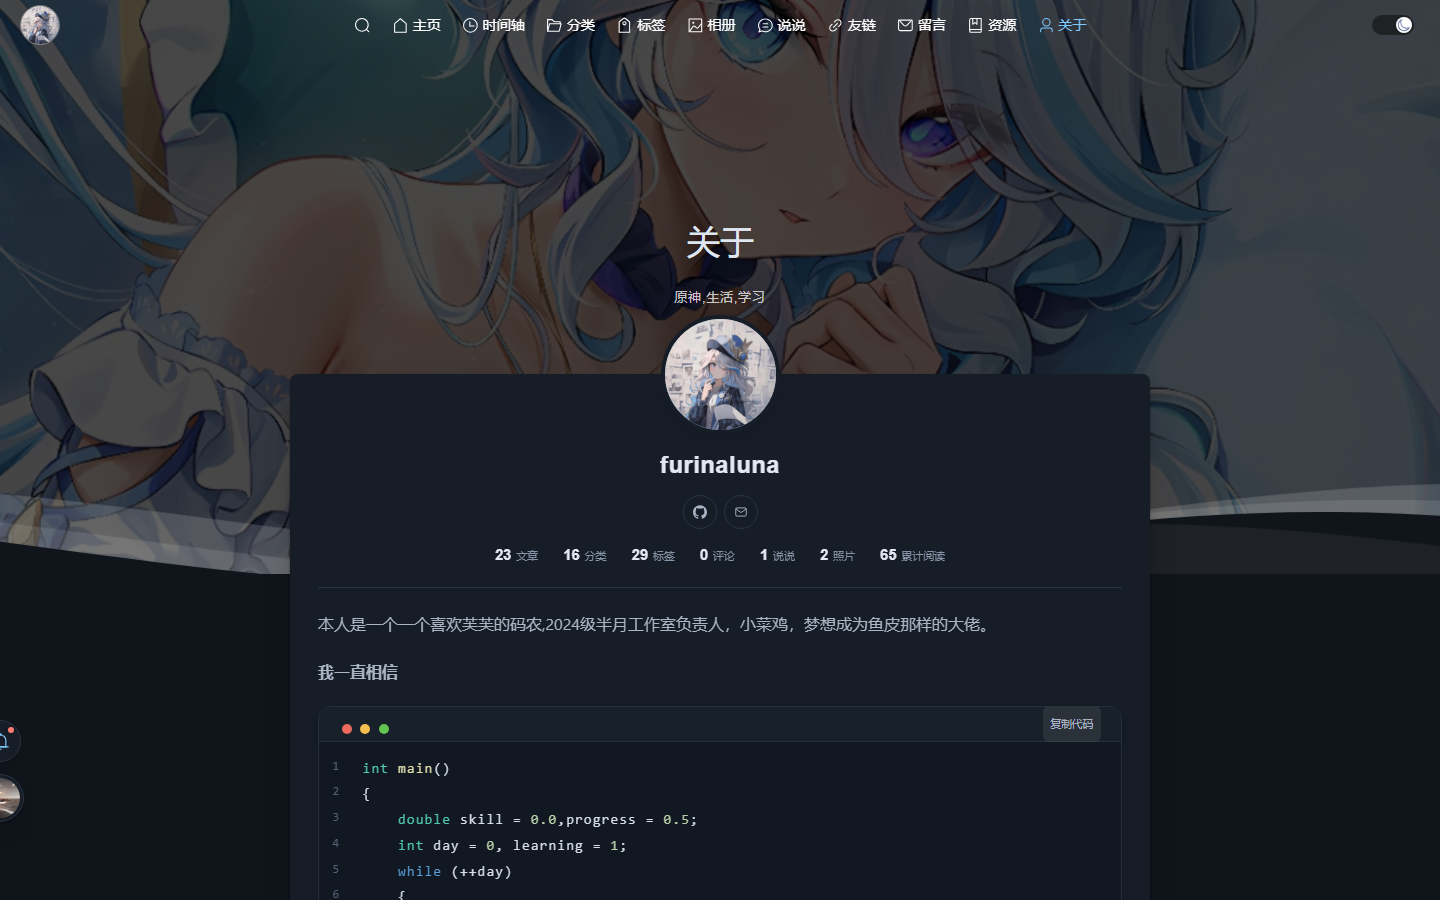 主页 时间轴 分类 标签 相册 说说 友链 留言 资源 关于
关于
原神,生活,学习
furinaluna
23 文章 16 分类 29 标签 0 评论 1 说说 2 照片 65 累计阅读
本人是一个一个喜欢芙芙的码农,2024级半月工作室负责人，小菜鸡，梦想成为鱼皮那样的大佬。
我一直相信
复制代码
1 int main()
2 {
3 double skill = 0.0,progress = 0.5;
4 int day = 0, learning = 1;
5 while (++day)
6 {